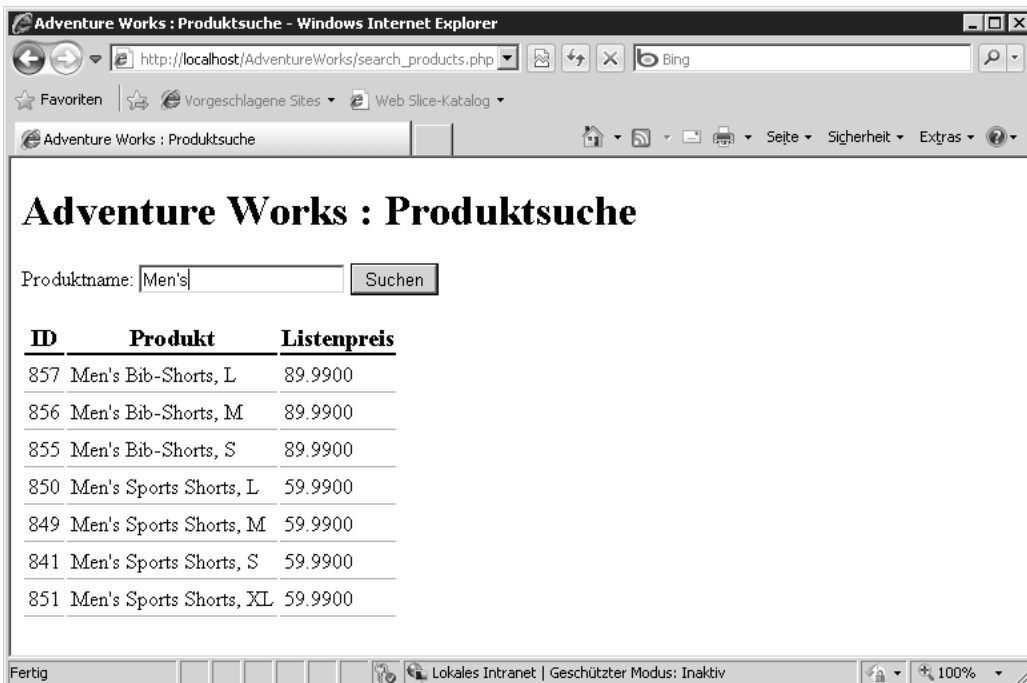 Adventure Works : Produktsuche - Windows Internet Explorer
http://localhost/AdventureWorks/search_products.php
Bing
Favoriten Vorgeschlagene Sites Web Slice-Katalog
Adventure Works : Produktsuche Seite Sicherheit Extras
Adventure Works : Produktsuche
Produktname: Men's Suchen
ID Produkt Listenpreis
857 Men's Bib-Shorts, L 89.9900
856 Men's Bib-Shorts, M 89.9900
855 Men's Bib-Shorts, S 89.9900
850 Men's Sports Shorts, L 59.9900
849 Men's Sports Shorts, M 59.9900
841 Men's Sports Shorts, S 59.9900
851 Men's Sports Shorts, XL 59.9900
Fertig Lokales Intranet | Geschützter Modus: Inaktiv 100%